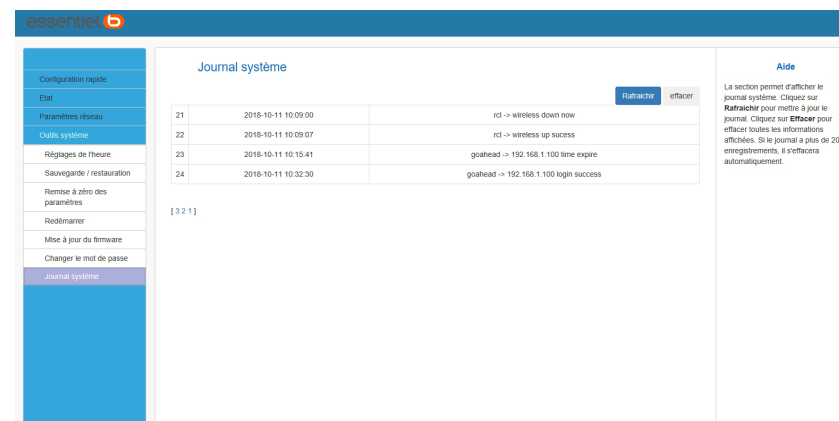 essentiel b
Configuration rapide
Etat
Paramètres réseau
Outils système
Réglages de l'heure
Sauvegarde / restauration
Remise à zéro des
paramètres
Redémarrer
Mise à jour du firmware
Changer le mot de passe
Journal système
Journal système
Rafraichir effacer
21 2018-10-11 10:09:00 rcl -> wireless down now
22 2018-10-11 10:09:07 rcl -> wireless up sucess
23 2018-10-11 10:15:41 goahead -> 192.168.1.100 time expire
24 2018-10-11 10:32:30 goahead -> 192.168.1.100 login success
[ 3 2 1 ]
Aide
La section permet d'afficher le
journal système. Cliquez sur
Rafraichir pour mettre à jour le
journal. Cliquez sur Effacer pour
effacer toutes les informations
affichées. Si le journal a plus de 20
enregistrements, il s'effacera
automatiquement.